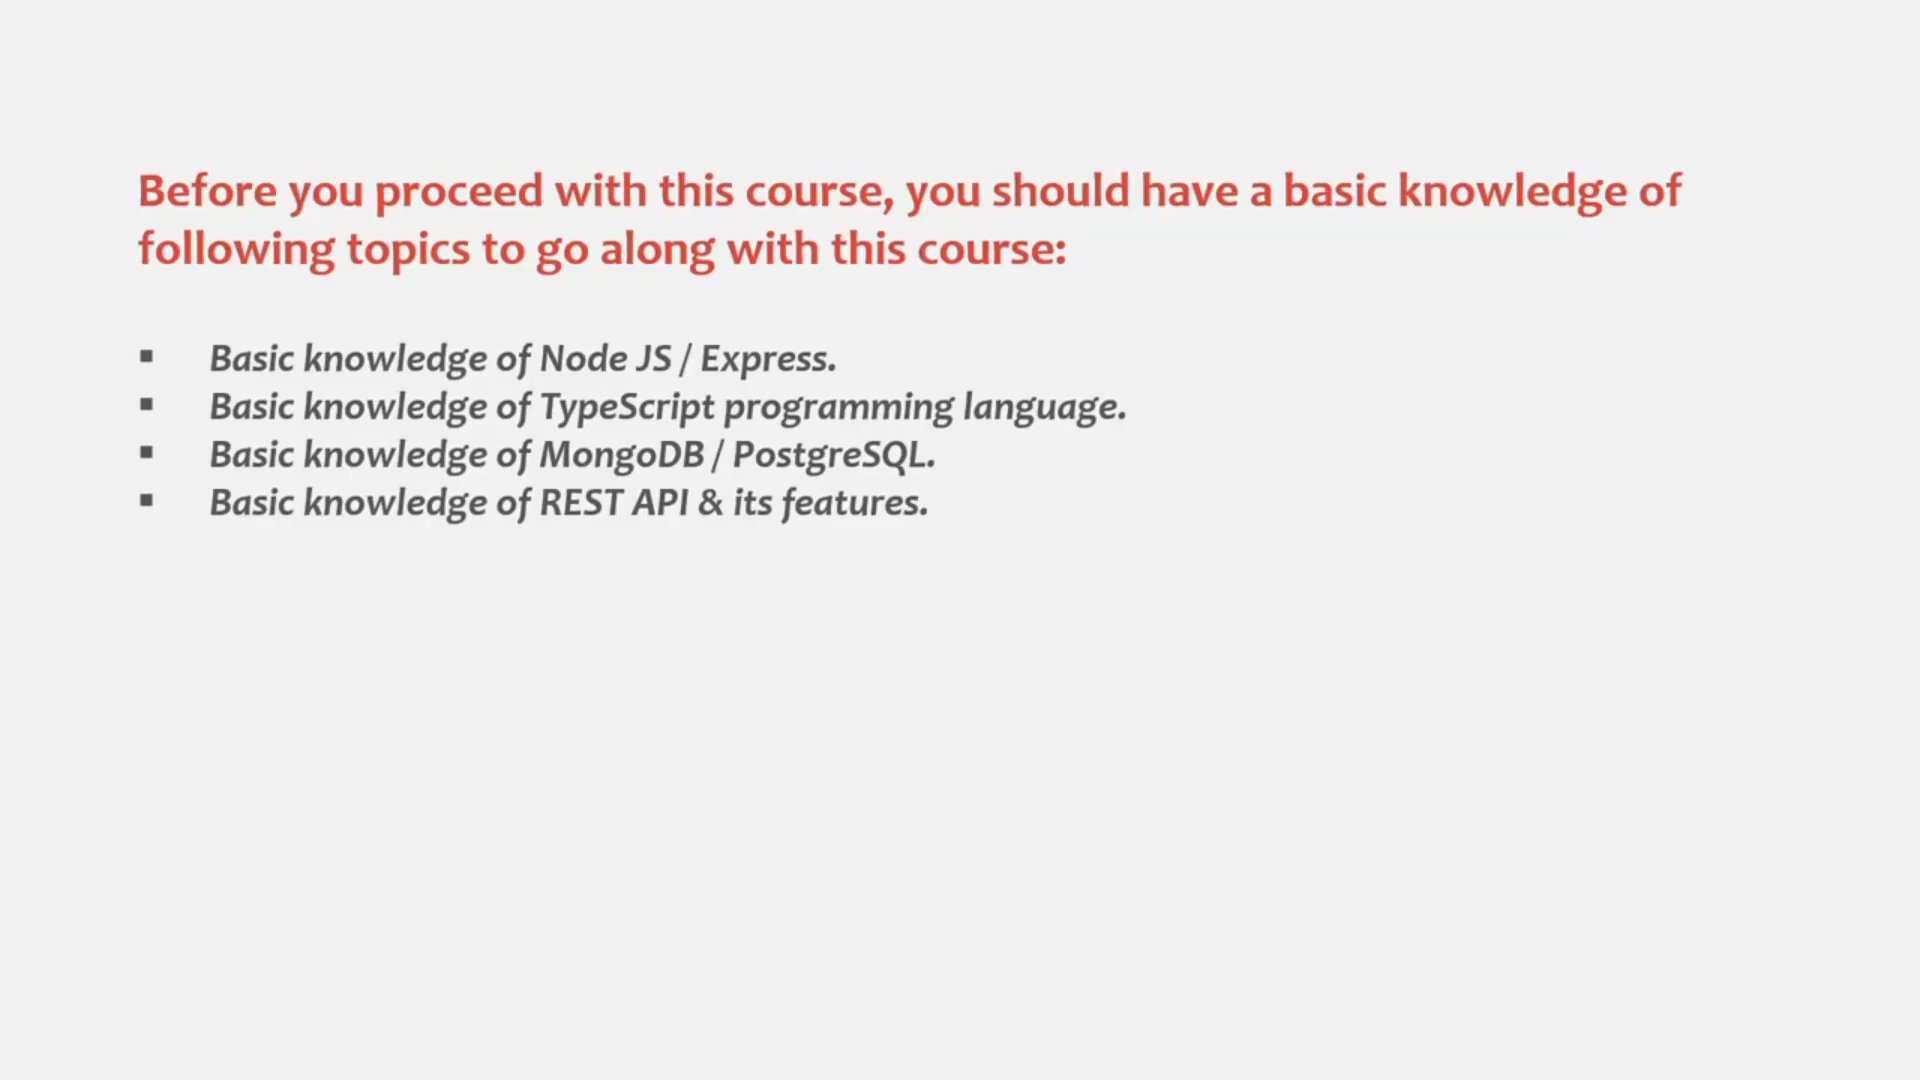 Before you proceed with this course, you should have a basic knowledge of
following topics to go along with this course:
▪ Basic knowledge of Node JS / Express.
▪ Basic knowledge of TypeScript programming language.
▪ Basic knowledge of MongoDB / PostgreSQL.
▪ Basic knowledge of REST API & its features.